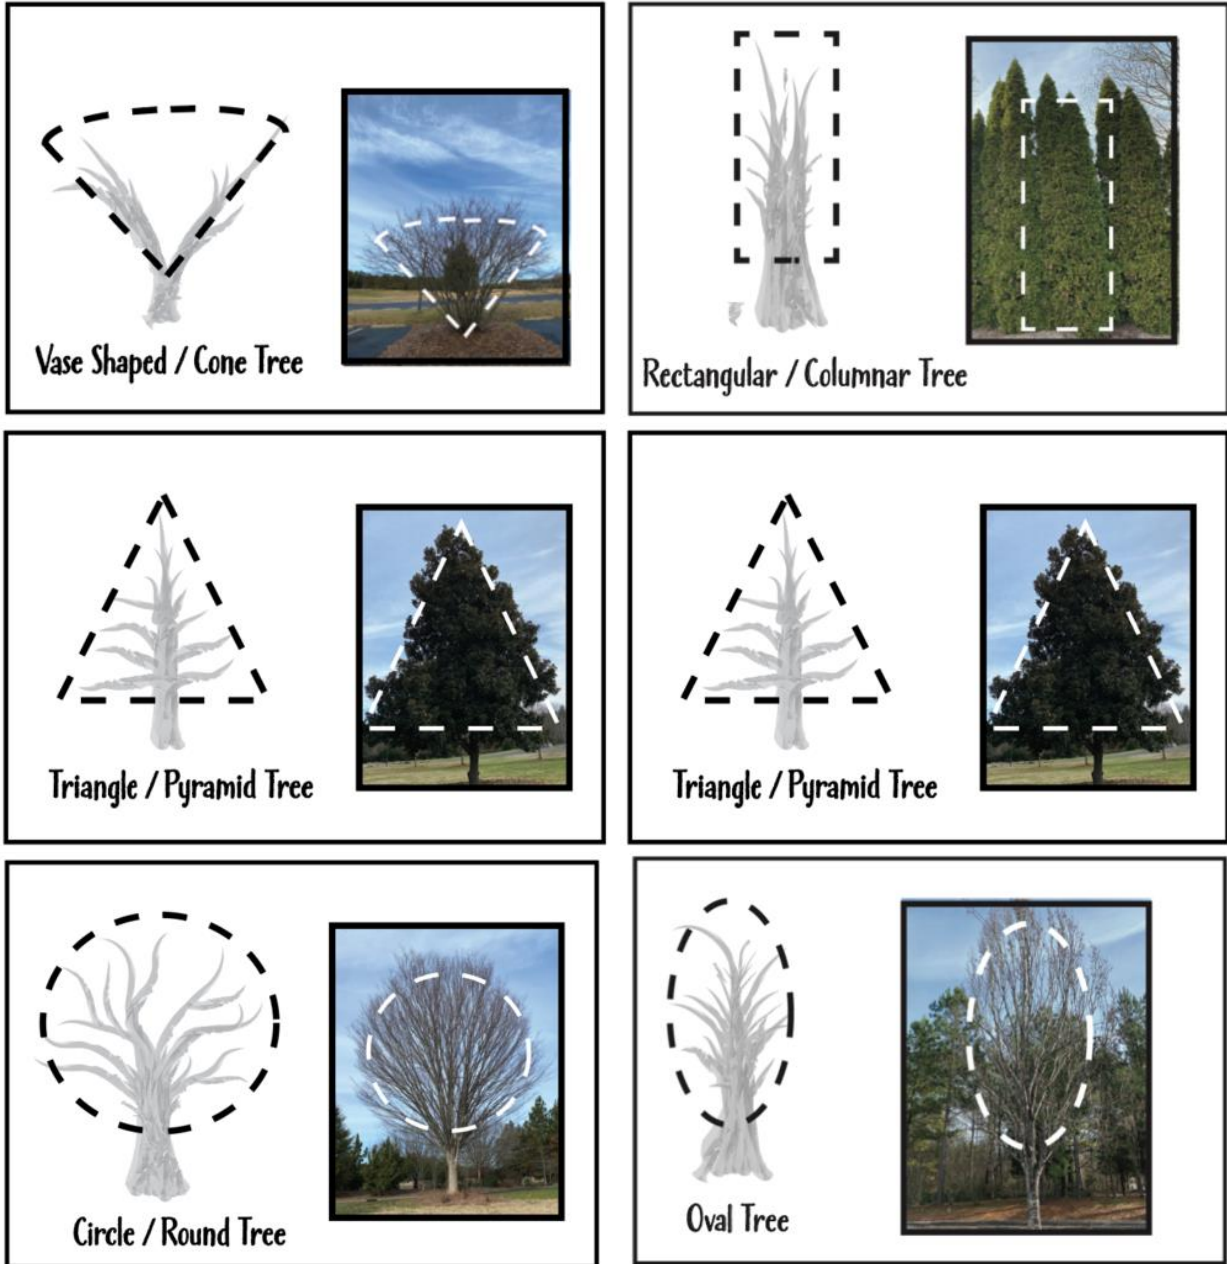 Vase Shaped / Cone Tree
Rectangular / Columnar Tree
Triangle / Pyramid Tree
Triangle / Pyramid Tree
Circle / Round Tree
Oval Tree